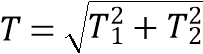 T = √(T₁² + T₂²)